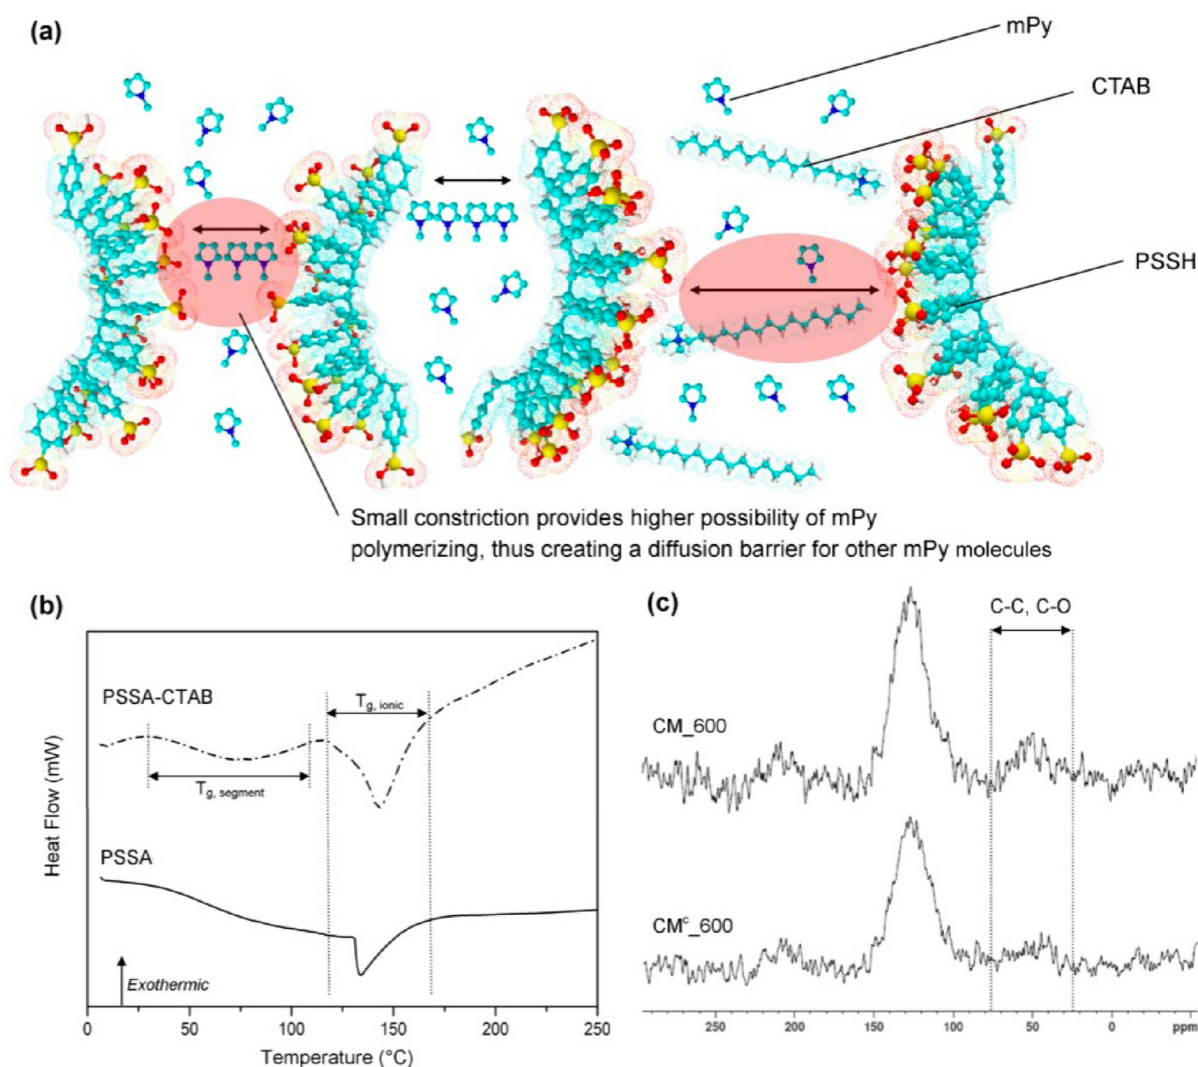 (a)
mPy
CTAB
PSSH
Small constriction provides higher possibility of mPy
polymerizing, thus creating a diffusion barrier for other mPy molecules
(b)
PSSA-CTAB
Tg, ionic
Tg, segment
PSSA
Exothermic
Heat Flow (mW)
0 50 100 150 200 250
Temperature (°C)
(c)
C-C, C-O
CM_600
CMᶜ_600
250 200 150 100 50 0 ppm